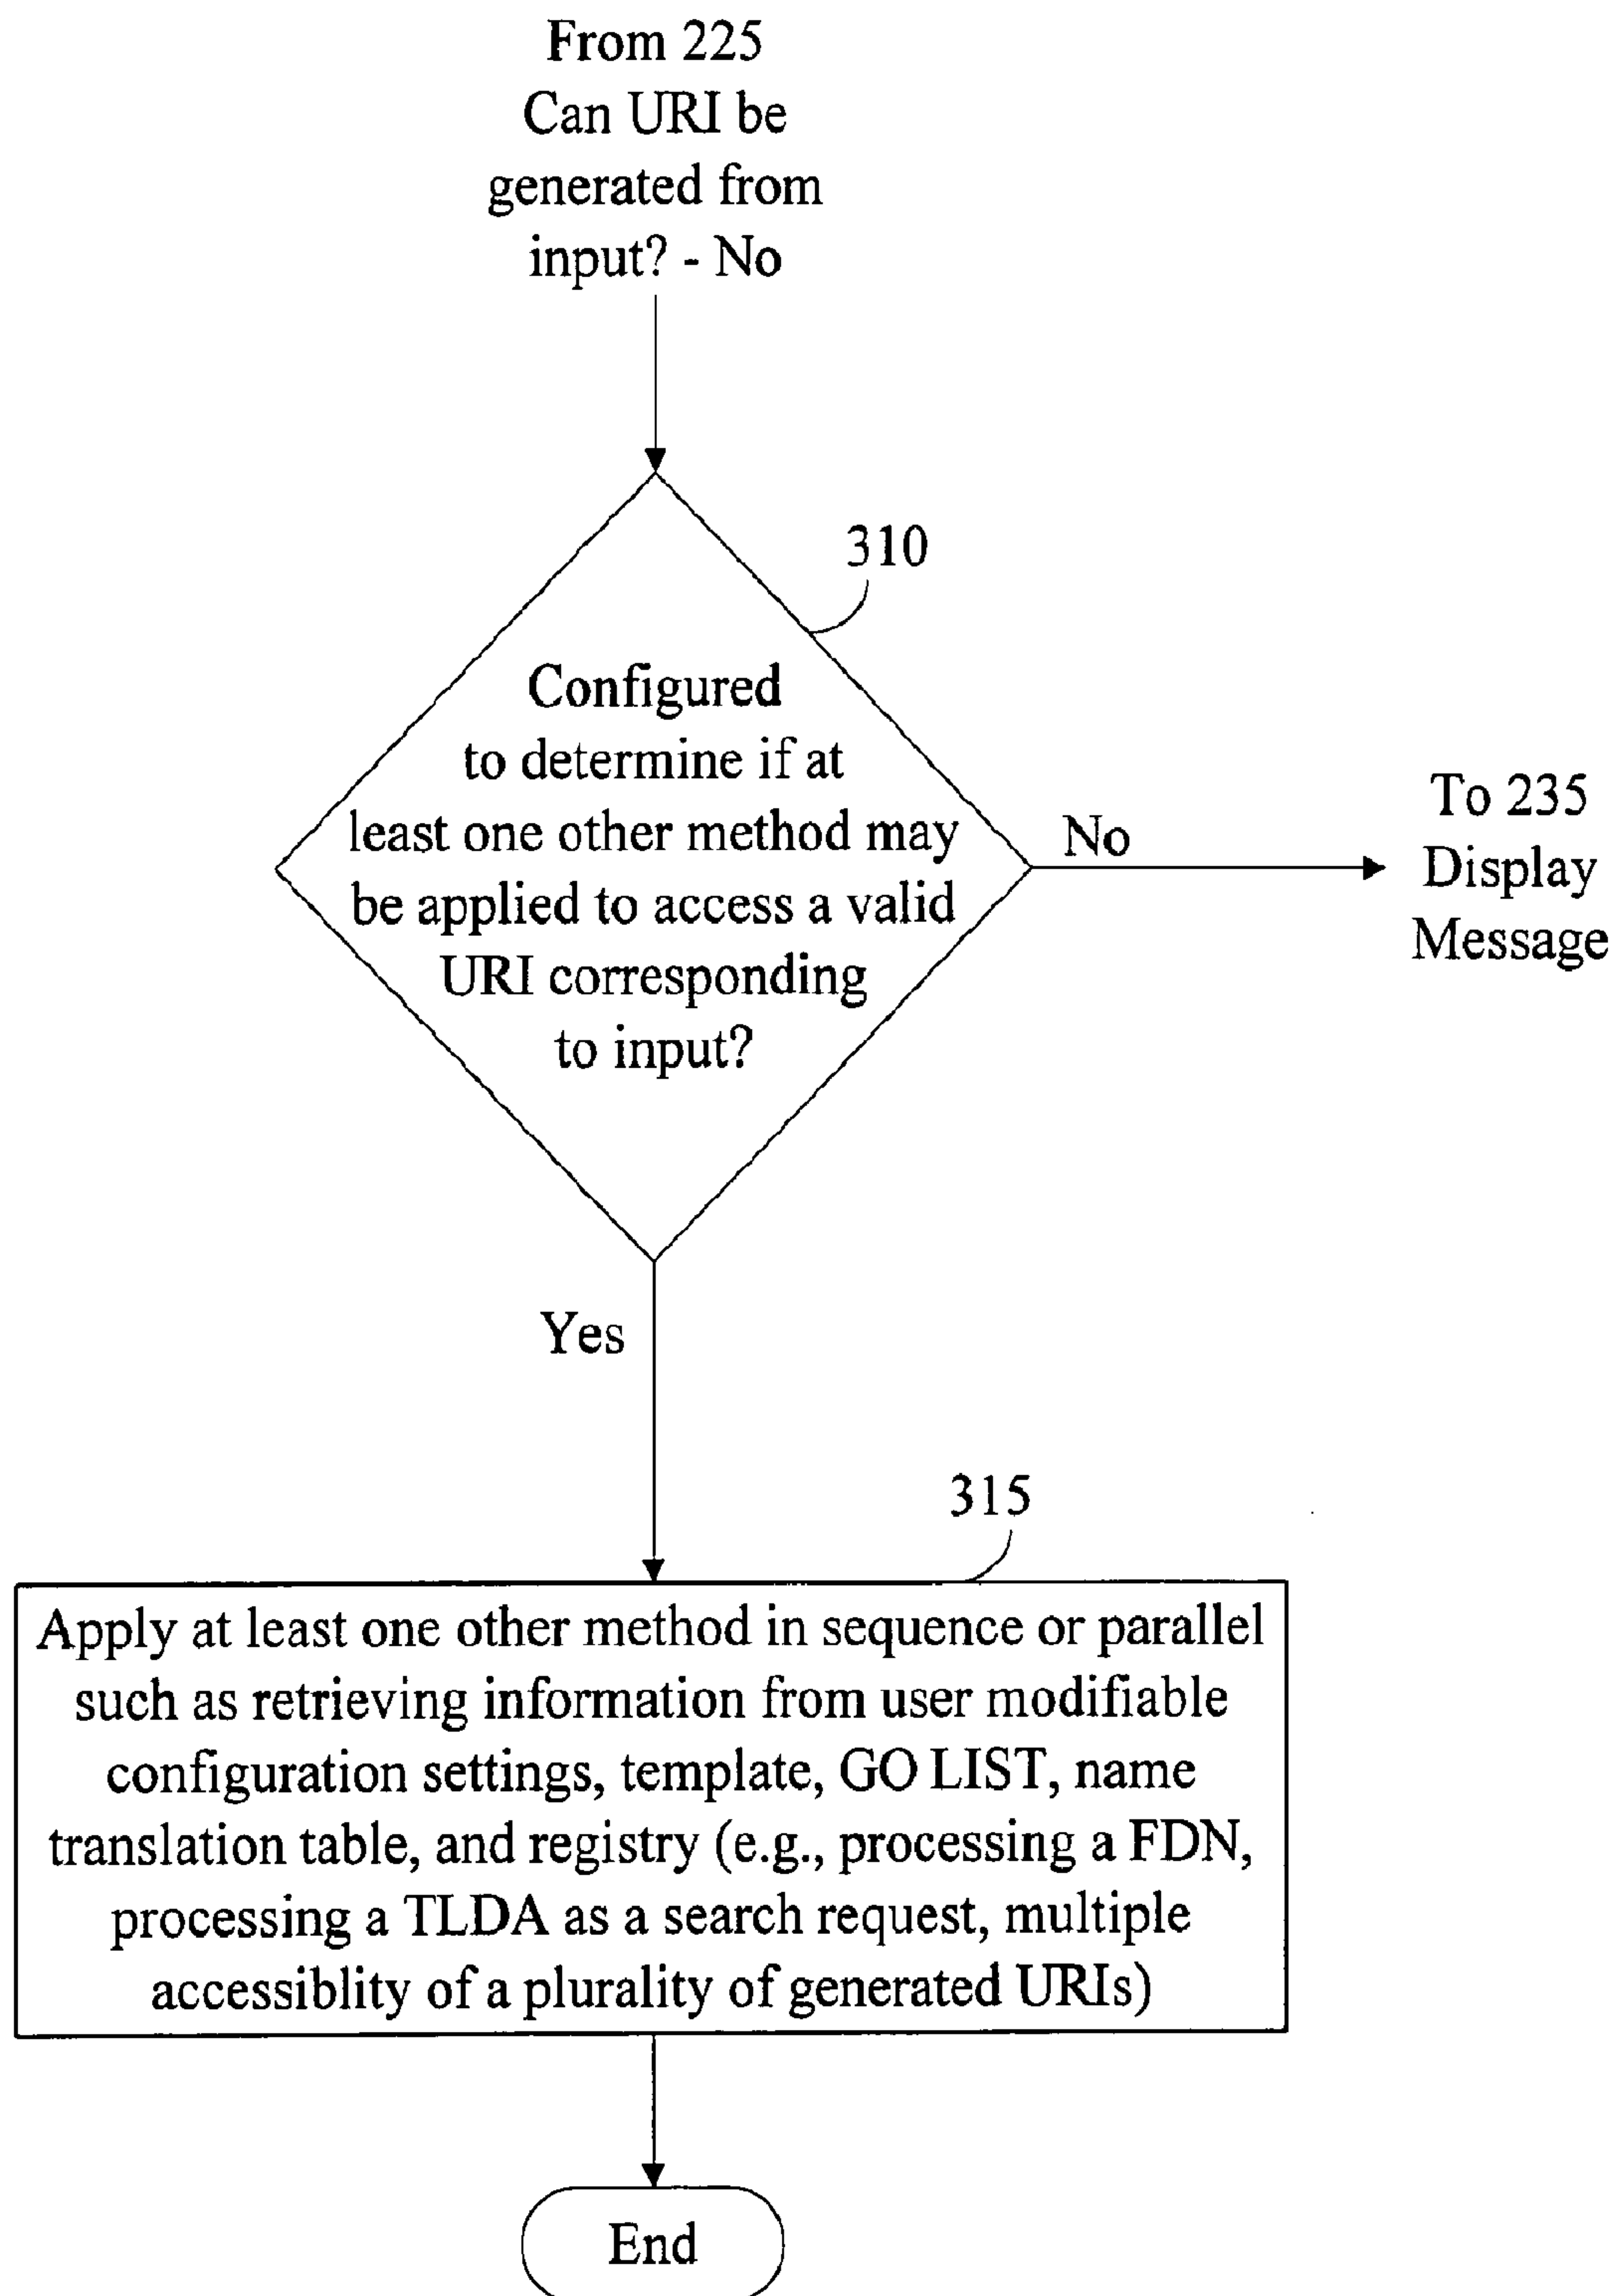 From 225
Can URI be
generated from
input? - No
310
Configured
to determine if at
least one other method may
be applied to access a valid
URI corresponding
to input?
No
To 235
Display
Message
Yes
315
Apply at least one other method in sequence or parallel
such as retrieving information from user modifiable
configuration settings, template, GO LIST, name
translation table, and registry (e.g., processing a FDN,
processing a TLDA as a search request, multiple
accessiblity of a plurality of generated URIs)
End